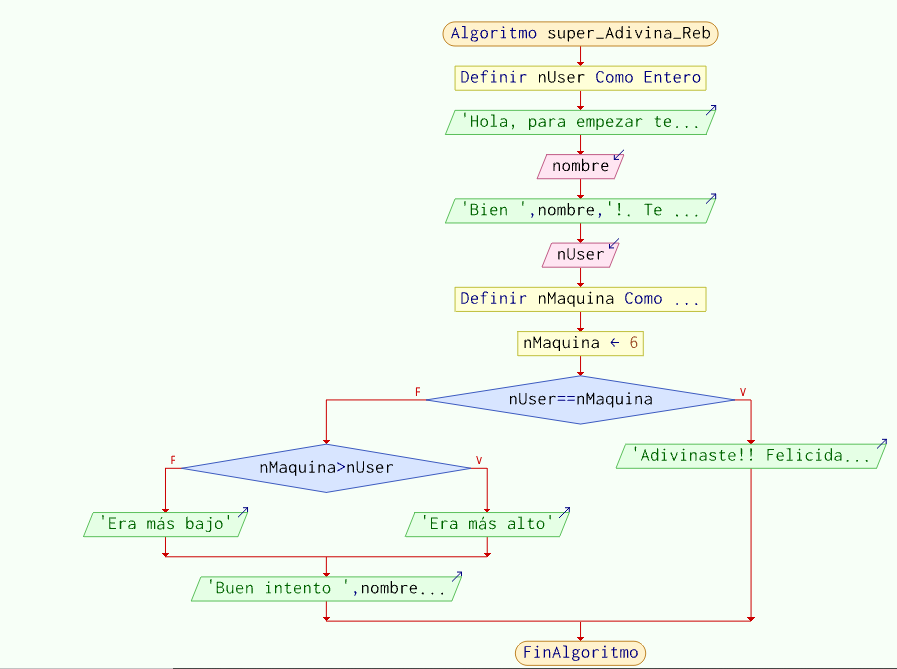 Algoritmo super_Adivina_Reb
Definir nUser Como Entero
'Hola, para empezar te...
nombre
'Bien ',nombre,'!. Te ...
nUser
Definir nMaquina Como ...
nMaquina ← 6
F
V
nUser==nMaquina
'Adivinaste!! Felicida...
F
V
nMaquina>nUser
'Era más bajo'
'Era más alto'
'Buen intento ',nombre...
FinAlgoritmo